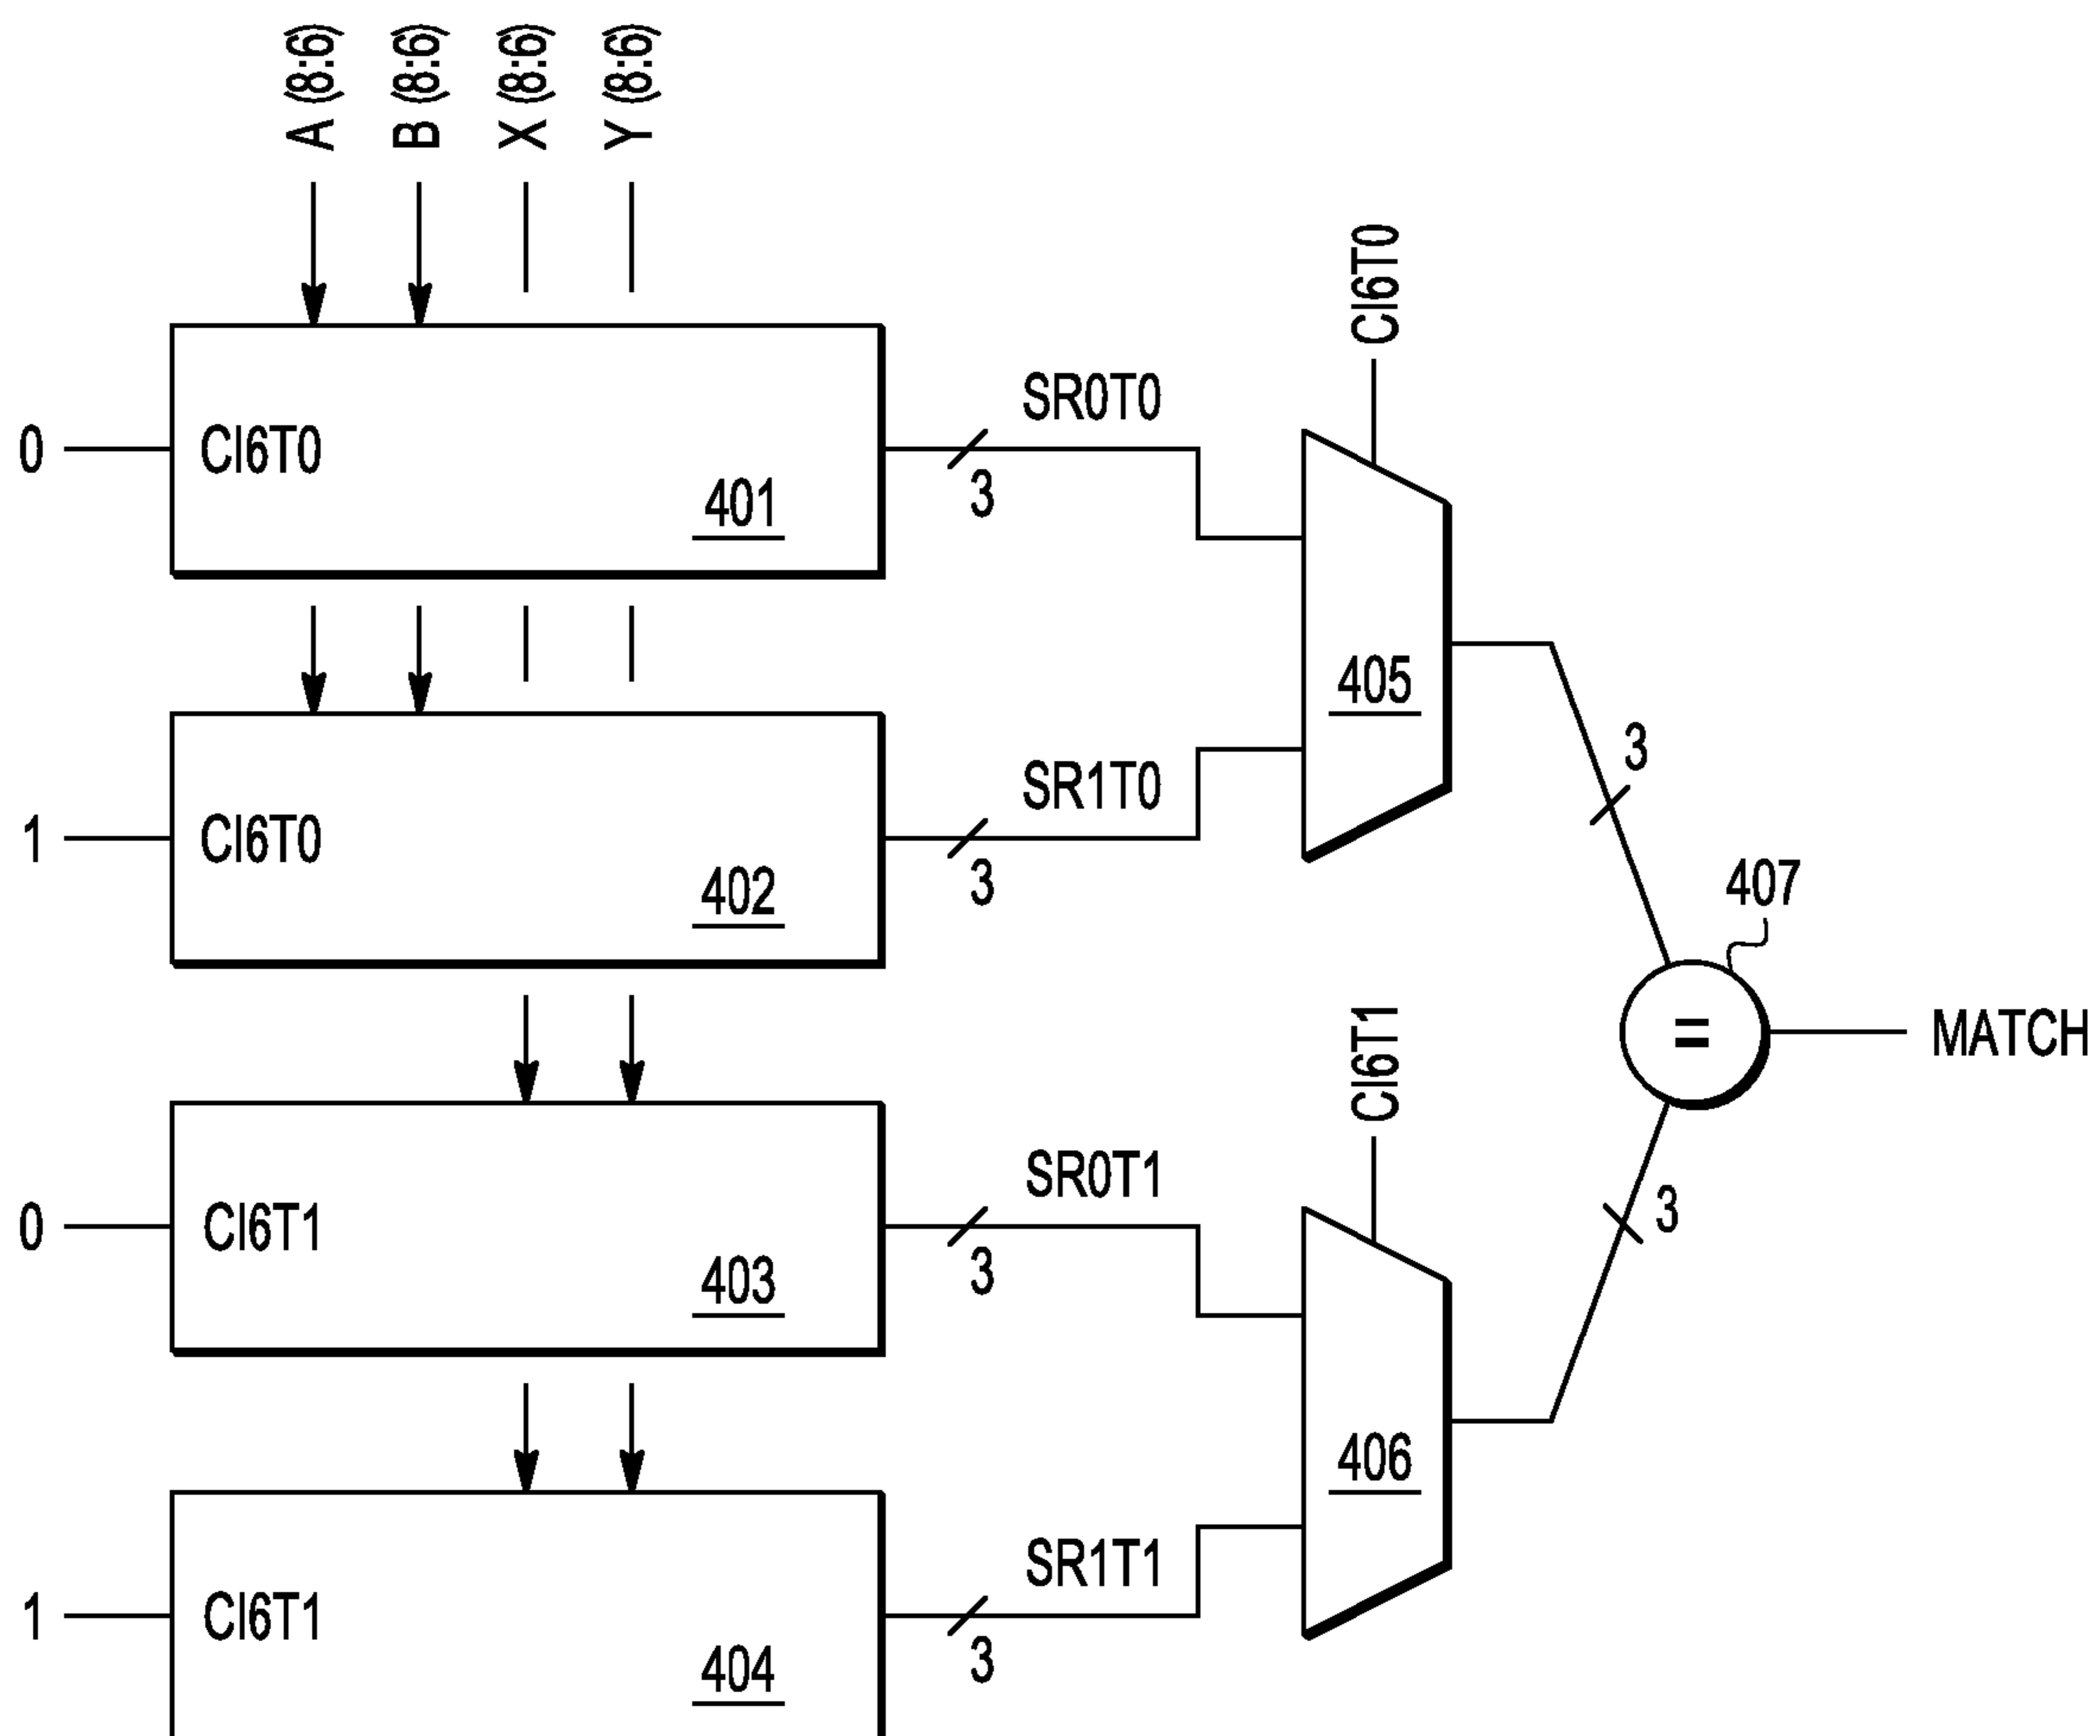 A (8:6)
B (8:6)
X (8:6)
Y (8:6)
0
CI6T0
401
3
SR0T0
CI6T0
405
1
CI6T0
402
3
SR1T0
3
407
=
MATCH
0
CI6T1
403
3
SR0T1
CI6T1
406
3
1
CI6T1
404
3
SR1T1